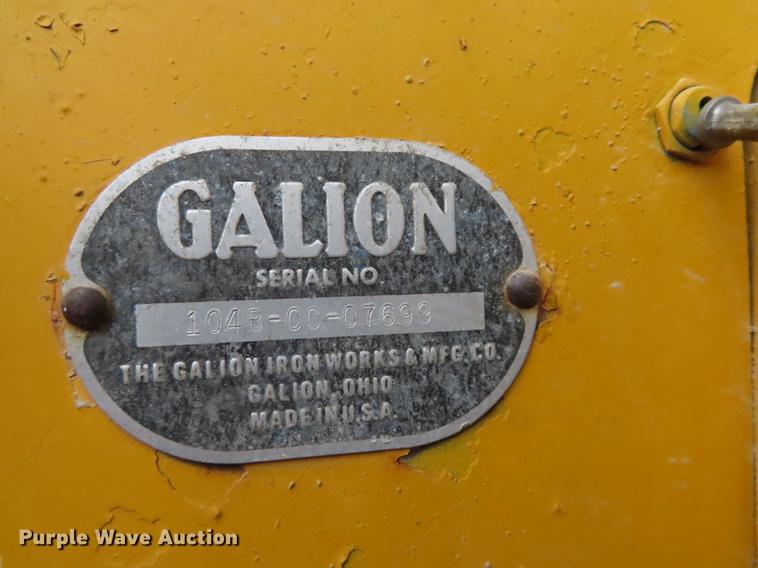 GALION
SERIAL NO.
104B-CC-07699
THE GALION IRON WORKS & MFG. CO.
GALION, OHIO
MADE IN U.S.A.
Purple Wave Auction